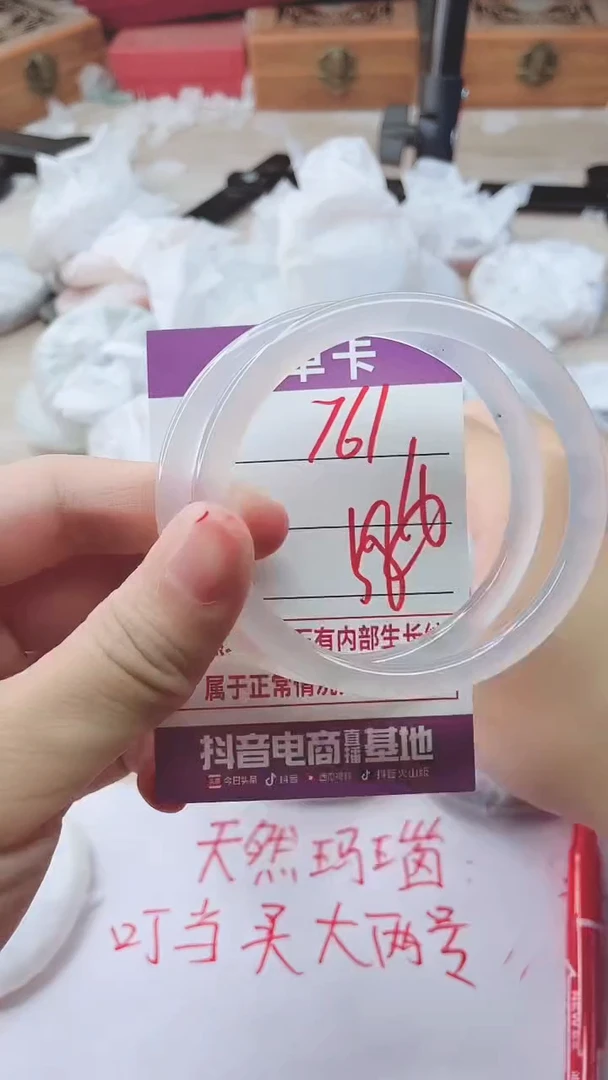 单卡
761
有内部生长纹
属于正常情况
抖音电商直播基地
今日头条 抖音 西瓜视频 抖音火山版
天然玛瑙
叮当买大两号